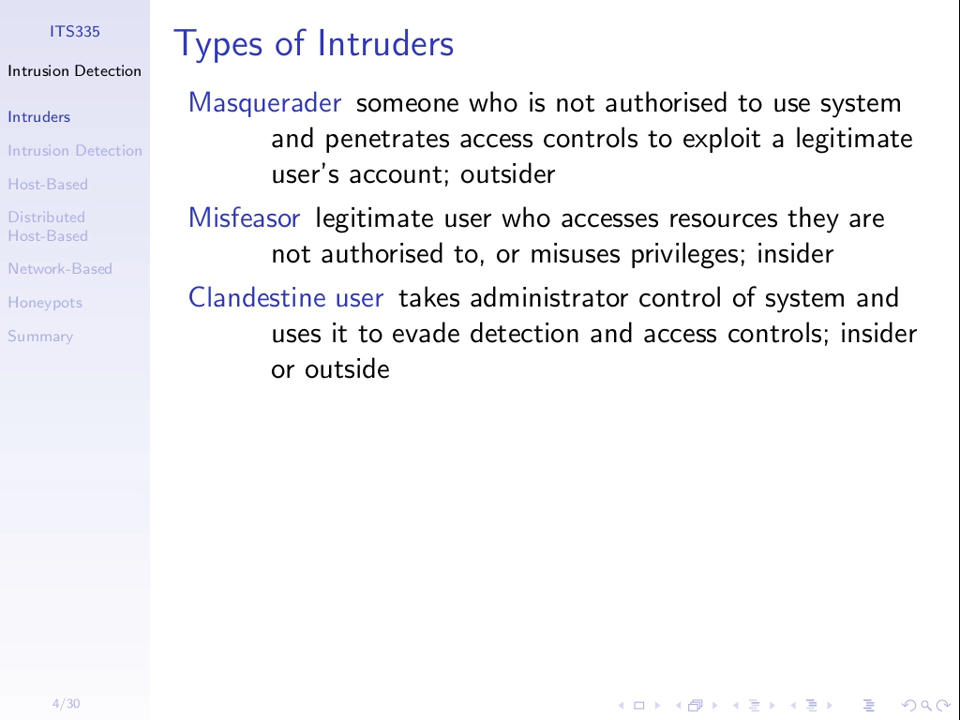 ITS335
Intrusion Detection
Intruders
Intrusion Detection
Host-Based
Distributed
Host-Based
Network-Based
Honeypots
Summary
4/30
Types of Intruders
Masquerader someone who is not authorised to use system
and penetrates access controls to exploit a legitimate
user's account; outsider
Misfeasor legitimate user who accesses resources they are
not authorised to, or misuses privileges; insider
Clandestine user takes administrator control of system and
uses it to evade detection and access controls; insider
or outside